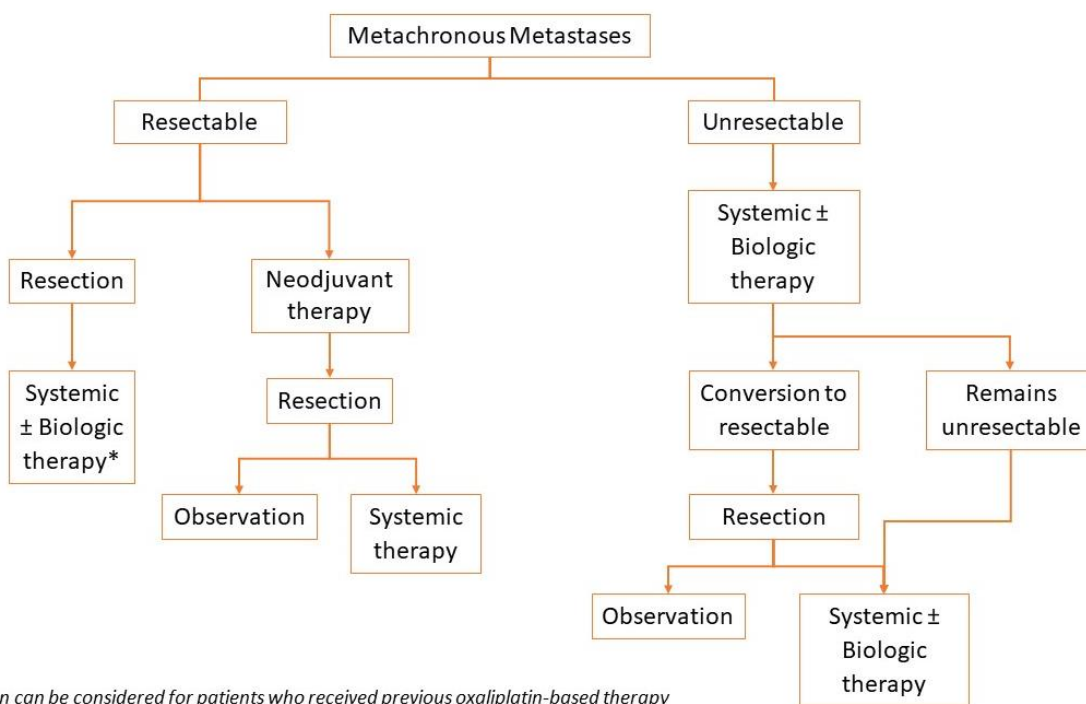 Metachronous Metastases
Resectable
Unresectable
Systemic ±
Biologic
therapy
Resection
Neodjuvant
therapy
Systemic
± Biologic
therapy*
Resection
Conversion to
resectable
Remains
unresectable
Observation
Systemic
therapy
Resection
Observation
Systemic ±
Biologic
therapy
can be considered for patients who received previous oxaliplatin-based therapy